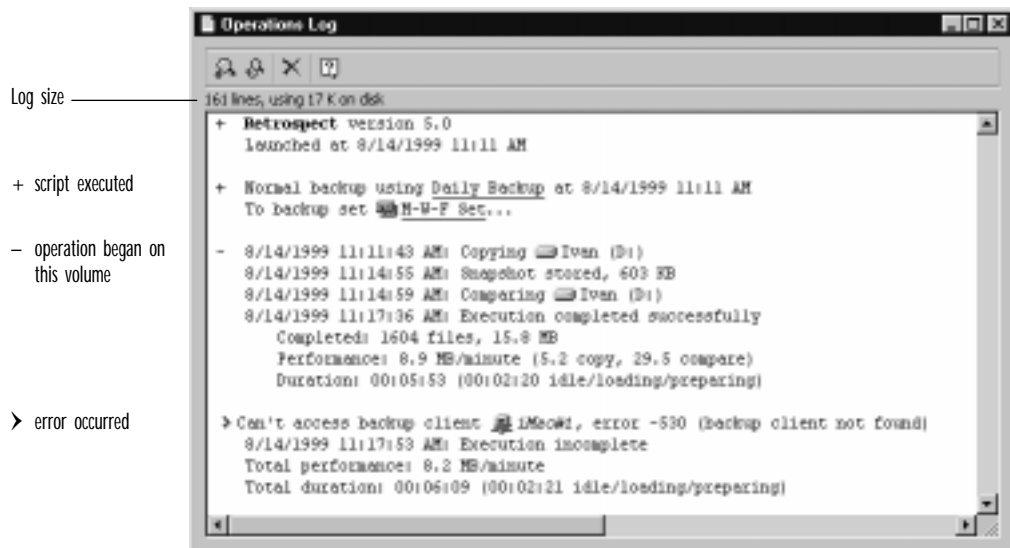 Operations Log
Log size
161 lines, using 17 K on disk
+ Retrospect version 5.0
launched at 8/14/1999 11:11 AM
+ script executed
+ Normal backup using Daily Backup at 8/14/1999 11:11 AM
To backup set M-W-F Set...
– operation began on
this volume
- 8/14/1999 11:11:43 AM: Copying Ivan (D:)
8/14/1999 11:14:55 AM: Snapshot stored, 603 KB
8/14/1999 11:14:59 AM: Comparing Ivan (D:)
8/14/1999 11:17:36 AM: Execution completed successfully
Completed: 1604 files, 15.8 MB
Performance: 8.9 MB/minute (5.2 copy, 29.5 compare)
Duration: 00:05:53 (00:02:20 idle/loading/preparing)
> error occurred
> Can't access backup client iMac#1, error -530 (backup client not found)
8/14/1999 11:17:53 AM: Execution incomplete
Total performance: 8.2 MB/minute
Total duration: 00:06:09 (00:02:21 idle/loading/preparing)